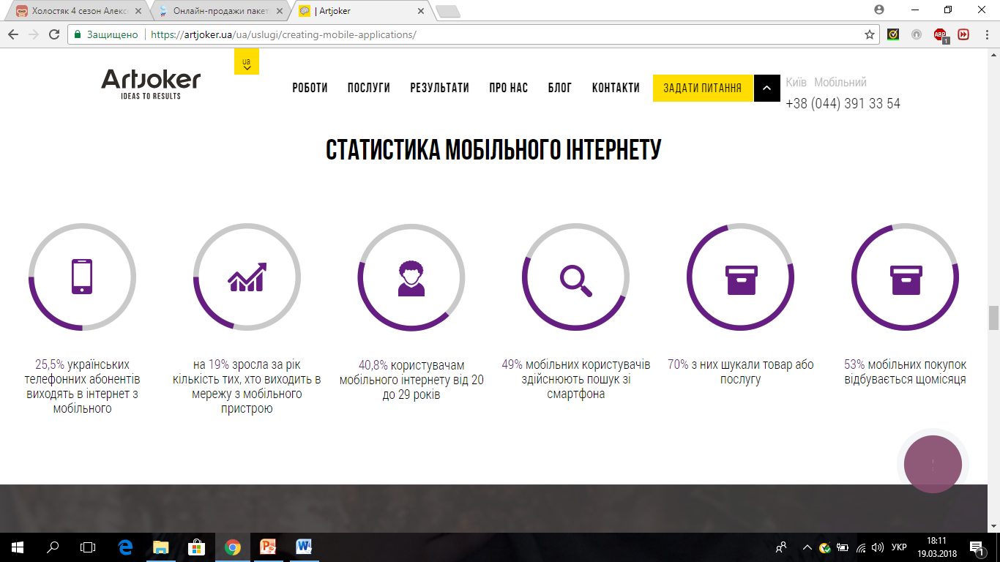 Холостяк 4 сезон Алекс
Онлайн-продажи пакет
| Artjoker
Защищено
https://artjoker.ua/ua/uslugi/creating-mobile-applications/
ABP
1
Artjoker
IDEAS TO RESULTS
ua
РОБОТИ
ПОСЛУГИ
РЕЗУЛЬТАТИ
ПРО НАС
БЛОГ
КОНТАКТИ
ЗАДАТИ ПИТАННЯ
Київ Мобільний
+38 (044) 391 33 54
СТАТИСТИКА МОБІЛЬНОГО ІНТЕРНЕТУ
25,5% українських
телефонних абонентів
виходять в інтернет з
мобільного
на 19% зросла за рік
кількість тих, хто виходить в
мережу з мобільного
пристрою
40,8% користувачам
мобільного інтернету від 20
до 29 років
49% мобільних користувачів
здійснюють пошук зі
смартфона
70% з них шукали товар або
послугу
53% мобільних покупок
відбувається щомісяця
УКР
18:11
19.03.2018
1